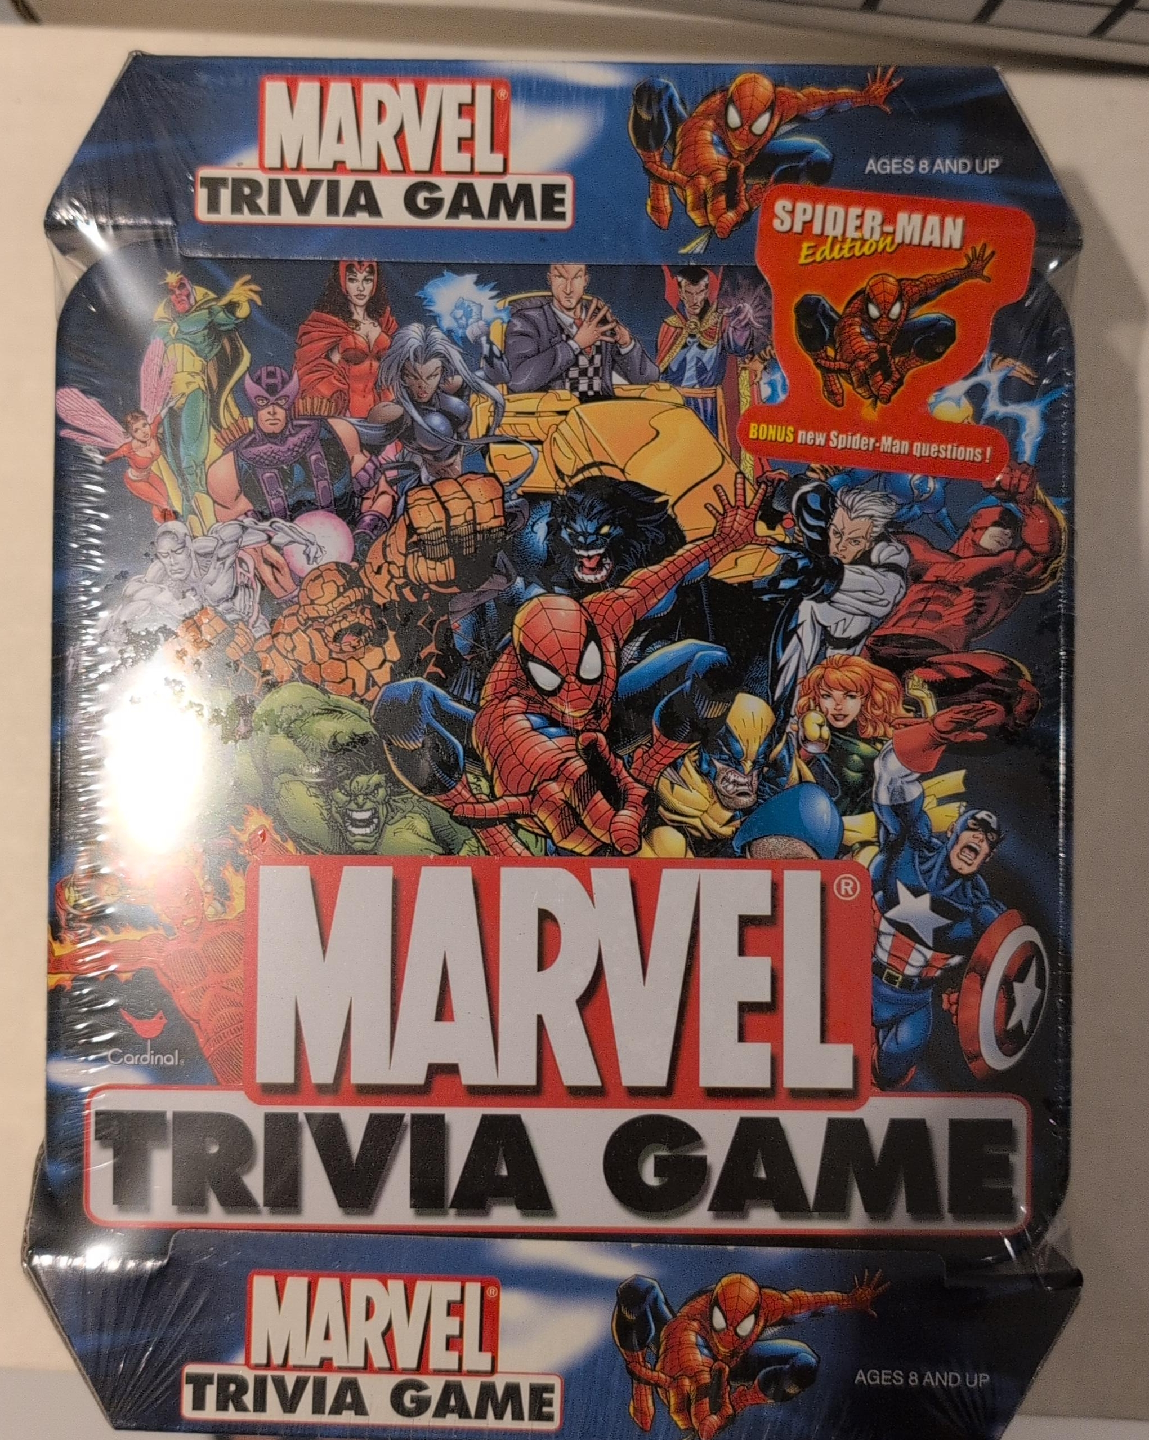 MARVEL®
TRIVIA GAME
AGES 8 AND UP
SPIDER-MAN
Edition
BONUS new Spider-Man questions!
MARVEL®
TRIVIA GAME
Cardinal®
MARVEL®
TRIVIA GAME
AGES 8 AND UP